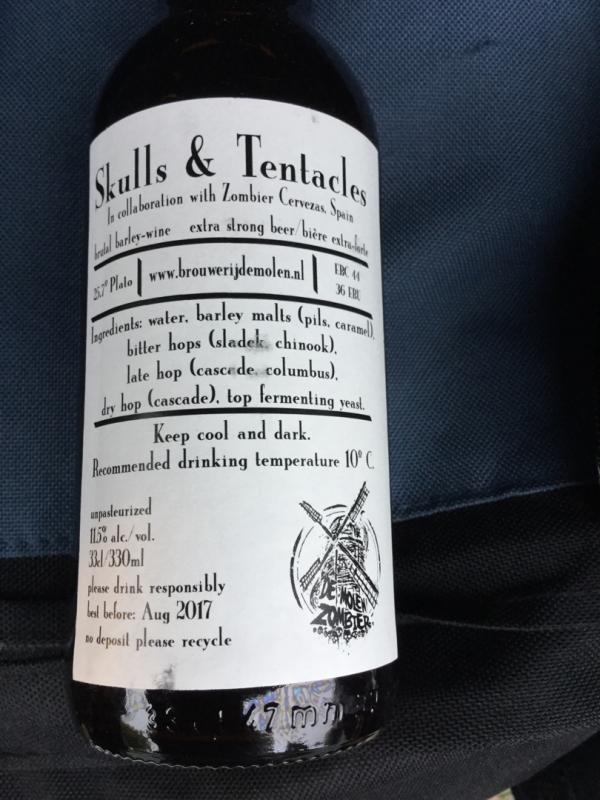 Skulls & Tentacles
In collaboration with Zombier Cervezas, Spain
brutal barley-wine extra strong beer/bière extra-forte
25.7° Plato | www.brouwerijdemolen.nl | EBC 44
36 EBU
Ingredients: water, barley malts (pils, caramel),
bitter hops (sladek, chinook),
late hop (cascade, columbus),
dry hop (cascade), top fermenting yeast.
Keep cool and dark.
Recommended drinking temperature 10° C.
unpasteurized
11.5% alc./vol.
33cl/330ml
please drink responsibly
best before: Aug 2017
no deposit please recycle
DE MOLEN
ZOMBIER